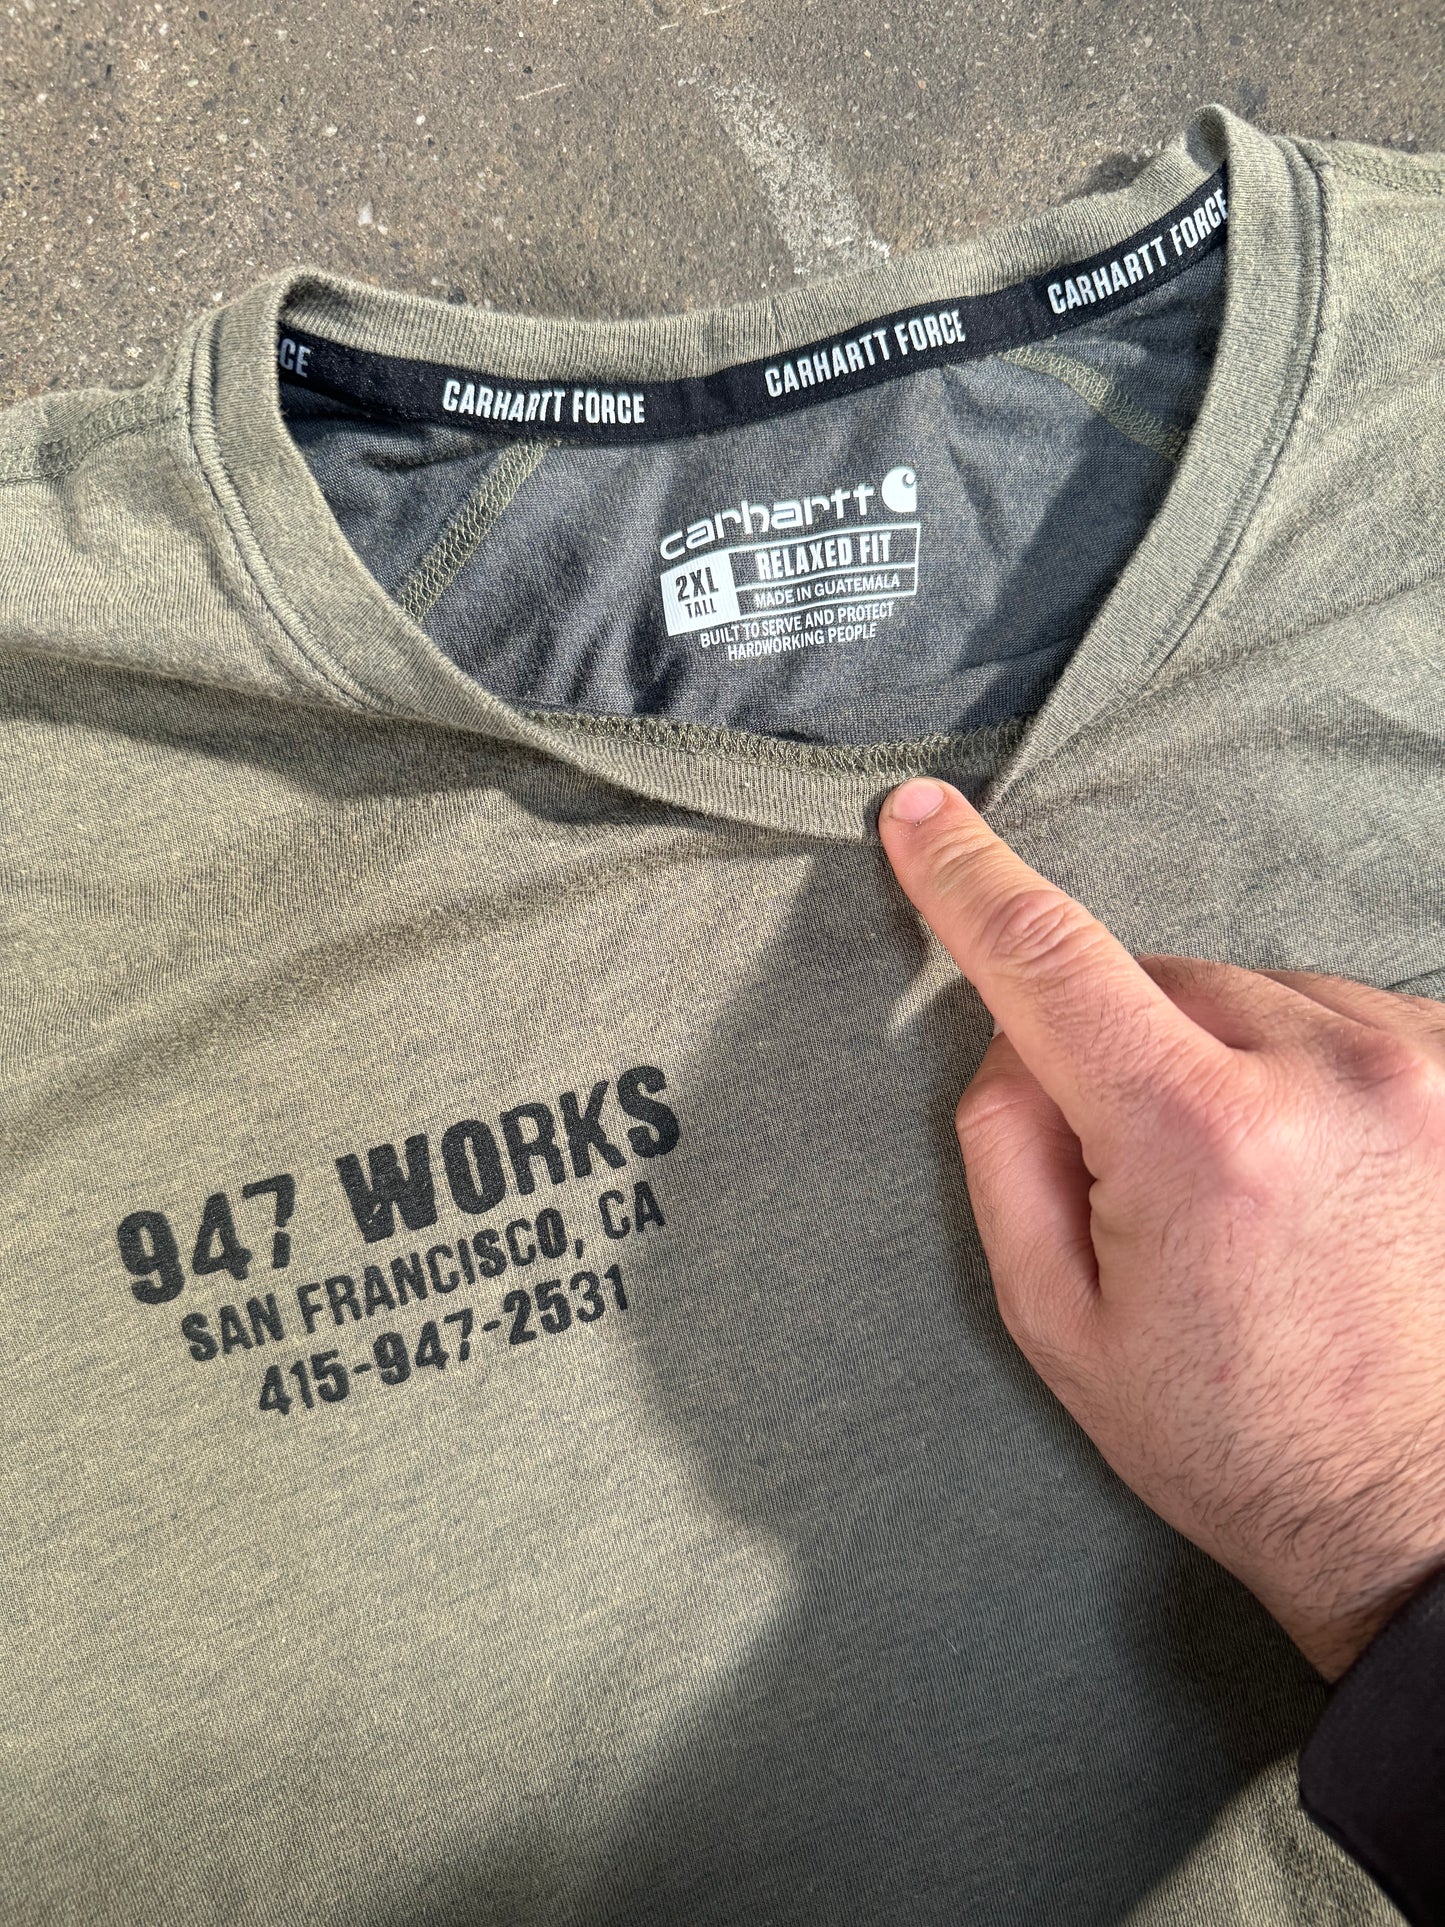 CE CARHARTT FORCE CARHARTT FORCE CARHARTT FORCE
carhartt
2XL
TALL
RELAXED FIT
MADE IN GUATEMALA
BUILT TO SERVE AND PROTECT
HARDWORKING PEOPLE
947 WORKS
SAN FRANCISCO, CA
415-947-2531